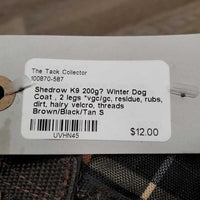 The Tack Collector
100870-587
Shedrow K9 200g? Winter Dog
Coat , 2 legs *vgc/gc, residue, rubs,
dirt, hairy velcro, threads
Brown/Black/Tan S
$12.00
UVHN45